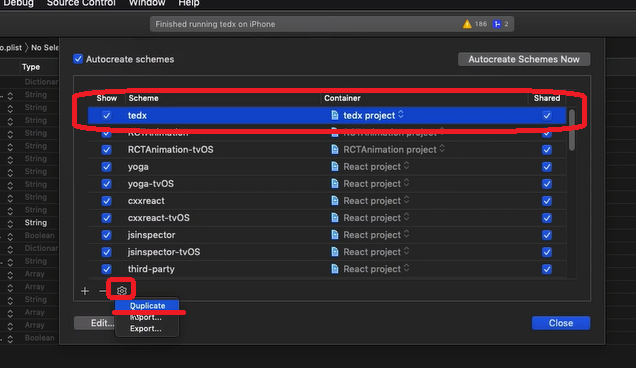 Debug Source Control Window Help
Finished running tedx on iPhone 186 2
o.plist › No Sele
Autocreate schemes Autocreate Schemes Now
Type
Show Scheme Container Shared
Dictionar
String
tedx tedx project
String
RCTAnimation RCTAnimation project
String
RCTAnimation-tvOS RCTAnimation project
String
yoga React project
String
yoga-tvOS React project
String
cxxreact React project
String
cxxreact-tvOS React project
String
jsinspector React project
Boolean
jsinspector-tvOS React project
Dictionar
third-party React project
String
Array
Array
+ −
String
Duplicate
Array
Import...
Edit... Close
Array
Export...
Boolean